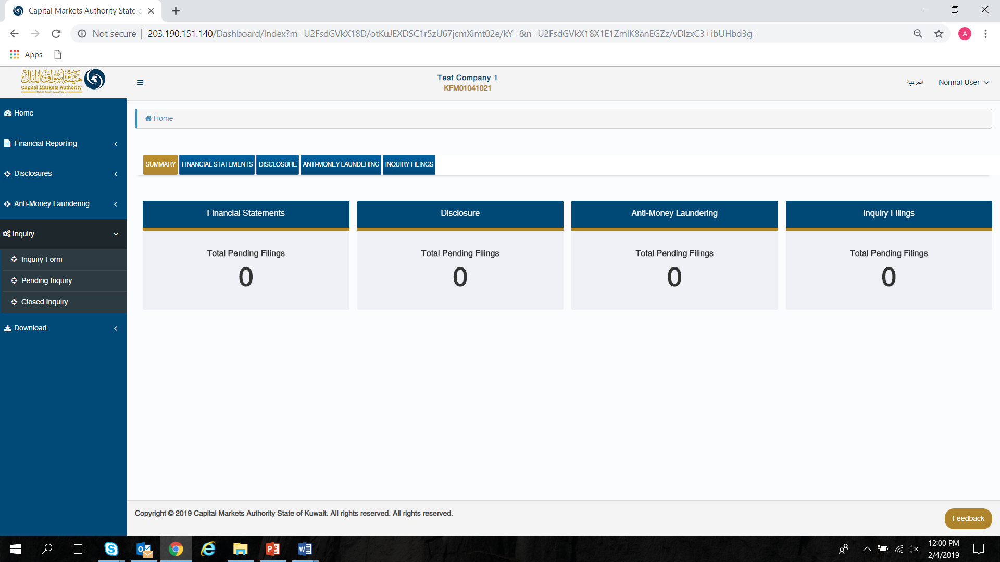 Capital Markets Authority State o
Not secure | 203.190.151.140/Dashboard/Index?m=U2FsdGVkX18D/otKuJEXDSC1r5zU67jcmXimt02e/kY=&n=U2FsdGVkX18X1E1ZmlK8anEGZz/vDlzxC3+ibUHbd3g=
A
Apps
هيئة أسواق المال
Capital Markets Authority
State Of Kuwait دولة الكويت
Test Company 1
KFM01041021
العربية
Normal User
Home
Financial Reporting
Disclosures
Anti-Money Laundering
Inquiry
Inquiry Form
Pending Inquiry
Closed Inquiry
Download
Home
SUMMARY
FINANCIAL STATEMENTS
DISCLOSURE
ANTI-MONEY LAUNDERING
INQUIRY FILINGS
Financial Statements
Total Pending Filings
0
Disclosure
Total Pending Filings
0
Anti-Money Laundering
Total Pending Filings
0
Inquiry Filings
Total Pending Filings
0
Copyright © 2019 Capital Markets Authority State of Kuwait. All rights reserved. All rights reserved.
Feedback
12:00 PM
2/4/2019